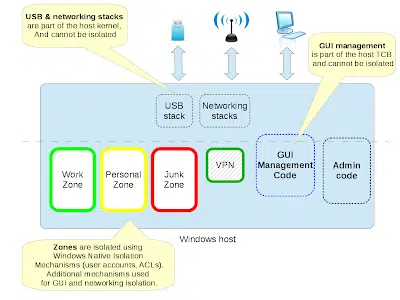 USB & networking stacks
are part of the host kernel,
And cannot be isolated
GUI management
is part of the host TCB
and cannot be isolated
USB
stack
Networking
stacks
Work
Zone
Personal
Zone
Junk
Zone
VPN
GUI
Management
Code
Admin
code
Windows host
Zones are isolated using
Windows Native Isolation
Mechanisms (user accounts, ACLs).
Additional mechanisms used
for GUI and networking isolation.